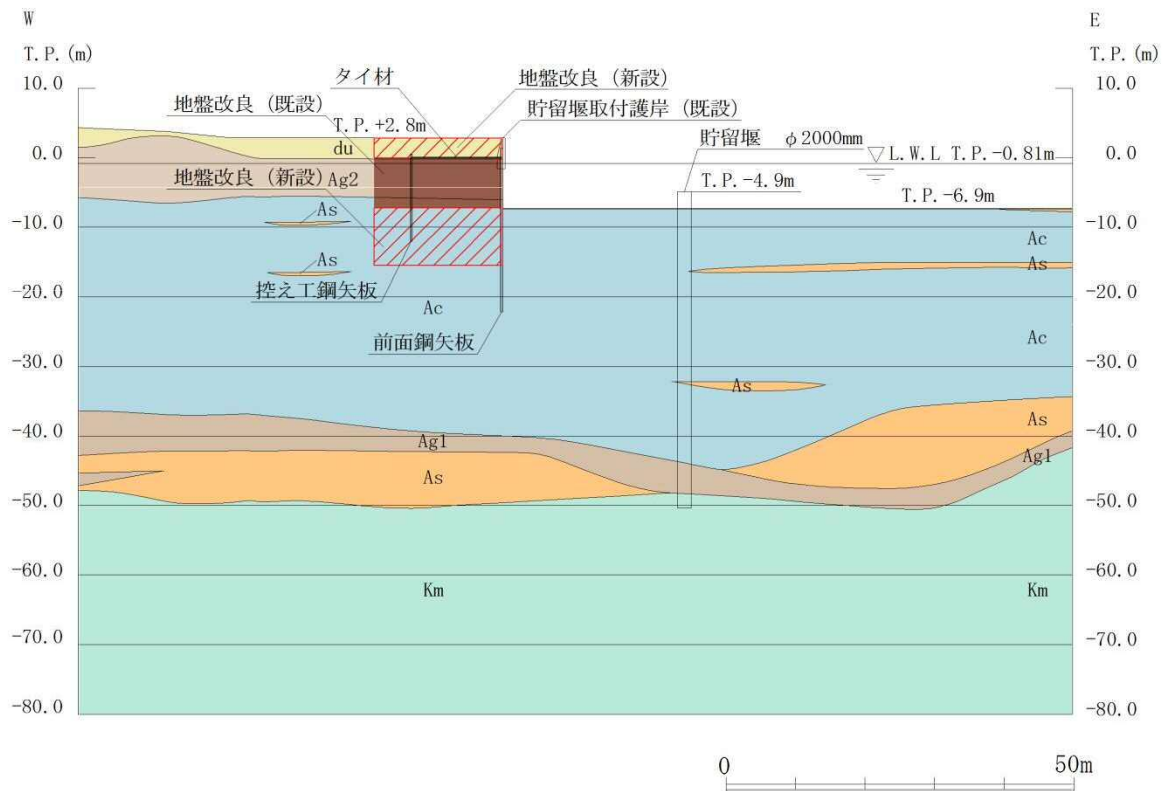 W
E
T.P.(m)
T.P.(m)
10.0
10.0
タイ材
地盤改良（新設）
地盤改良（既設）
貯留堰取付護岸（既設）
T.P.+2.8m
貯留堰 φ2000mm
du
0.0
L.W.L T.P.-0.81m
0.0
地盤改良（新設）
Ag2
T.P.-4.9m
T.P.-6.9m
As
-10.0
-10.0
Ac
As
As
控え工鋼矢板
-20.0
-20.0
Ac
前面鋼矢板
Ac
-30.0
-30.0
As
As
-40.0
-40.0
Ag1
Ag1
As
-50.0
-50.0
-60.0
-60.0
Km
Km
-70.0
-70.0
-80.0
-80.0
0
50m